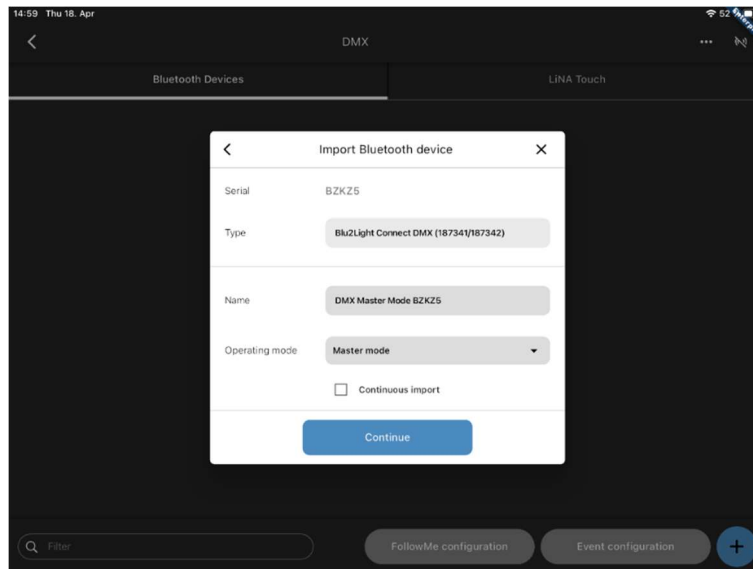 14:59 Thu 18. Apr
52
Enterpr
DMX
Bluetooth Devices
LiNA Touch
Import Bluetooth device
Serial
BZKZ5
Type
Blu2Light Connect DMX (187341/187342)
Name
DMX Master Mode BZKZ5
Operating mode
Master mode
Continuous import
Continue
Filter
FollowMe configuration
Event configuration